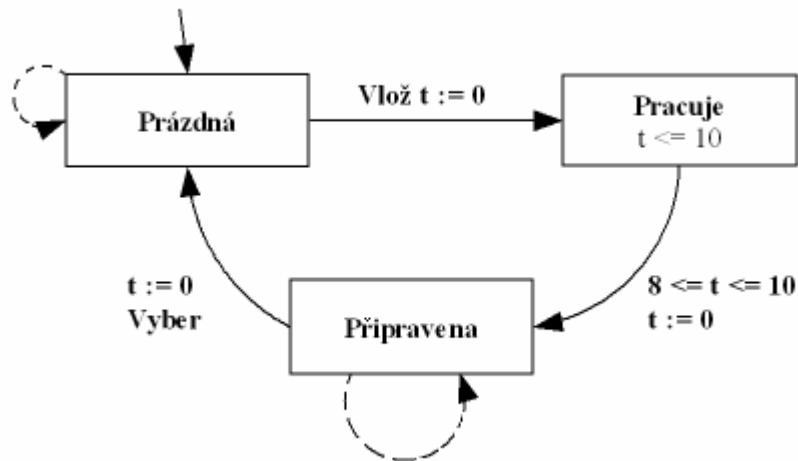 Prázdná
Vlož t := 0
Pracuje
t <= 10
t := 0
Vyber
Připravena
8 <= t <= 10
t := 0